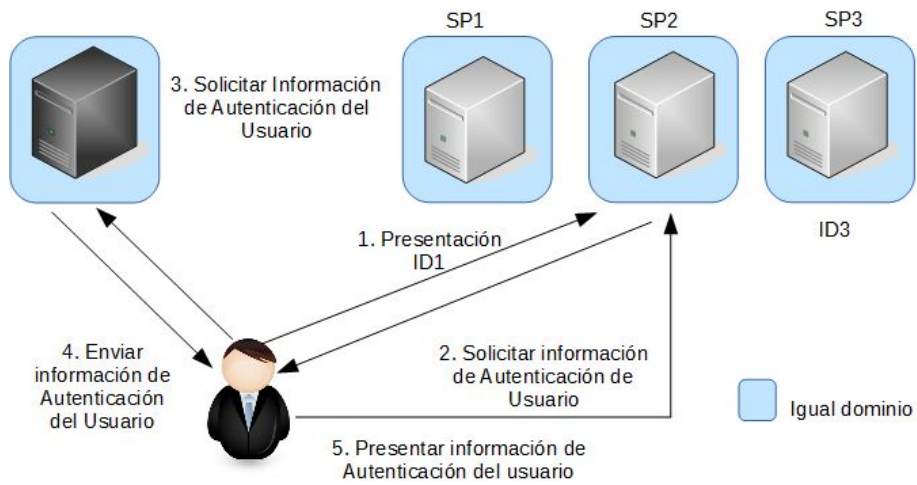 SP1
SP2
SP3
3. Solicitar Información
de Autenticación del
Usuario
1. Presentación
ID1
ID3
4. Enviar
información de
Autenticación
del Usuario
2. Solicitar información
de Autenticación de
Usuario
Igual dominio
5. Presentar información de
Autenticación del usuario